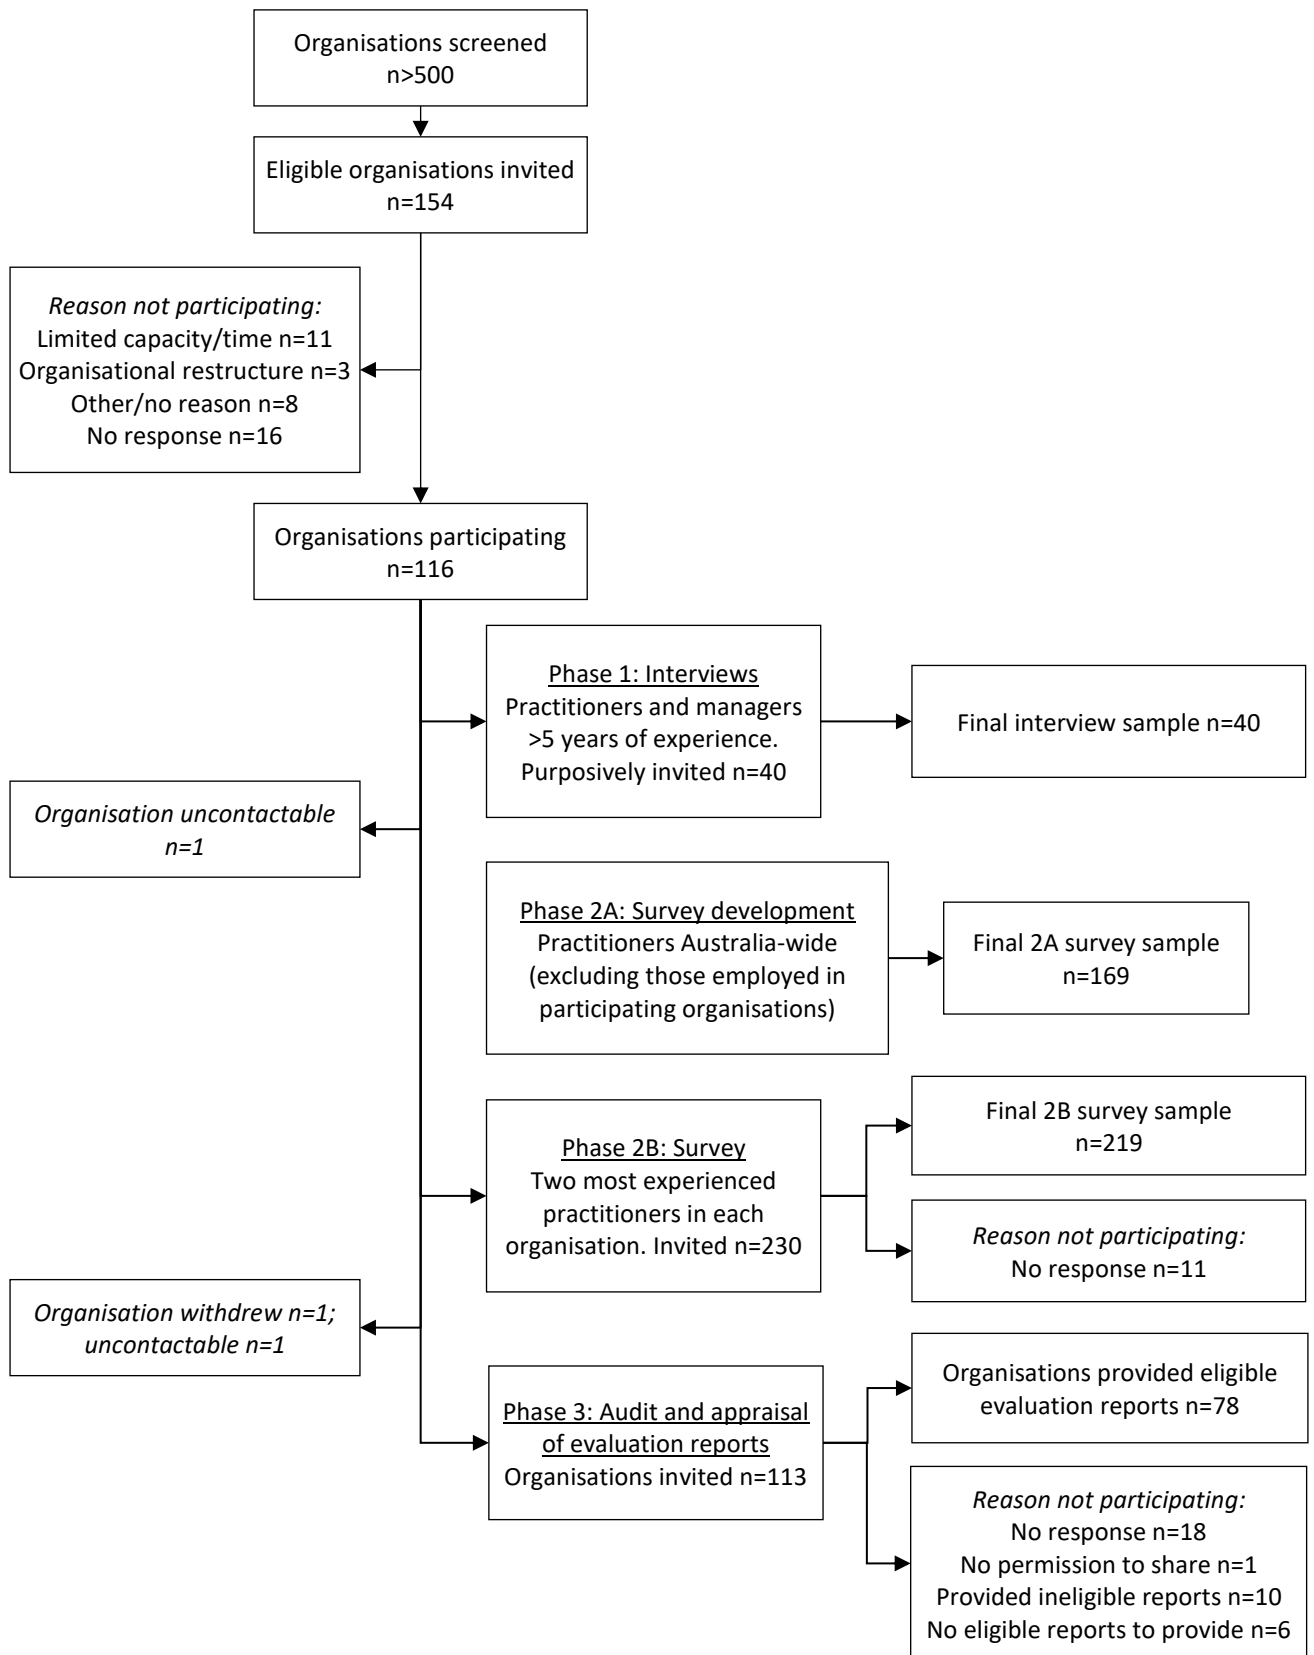 Organisations screened
n>500
Eligible organisations invited
n=154
Reason not participating:
Limited capacity/time n=11
Organisational restructure n=3
Other/no reason n=8
No response n=16
Organisations participating
n=116
Phase 1: Interviews
Practitioners and managers
>5 years of experience.
Purposively invited n=40
Final interview sample n=40
Organisation uncontactable
n=1
Phase 2A: Survey development
Practitioners Australia-wide
(excluding those employed in
participating organisations)
Final 2A survey sample
n=169
Phase 2B: Survey
Two most experienced
practitioners in each
organisation. Invited n=230
Final 2B survey sample
n=219
Reason not participating:
No response n=11
Organisation withdrew n=1;
uncontactable n=1
Phase 3: Audit and appraisal
of evaluation reports
Organisations invited n=113
Organisations provided eligible
evaluation reports n=78
Reason not participating:
No response n=18
No permission to share n=1
Provided ineligible reports n=10
No eligible reports to provide n=6